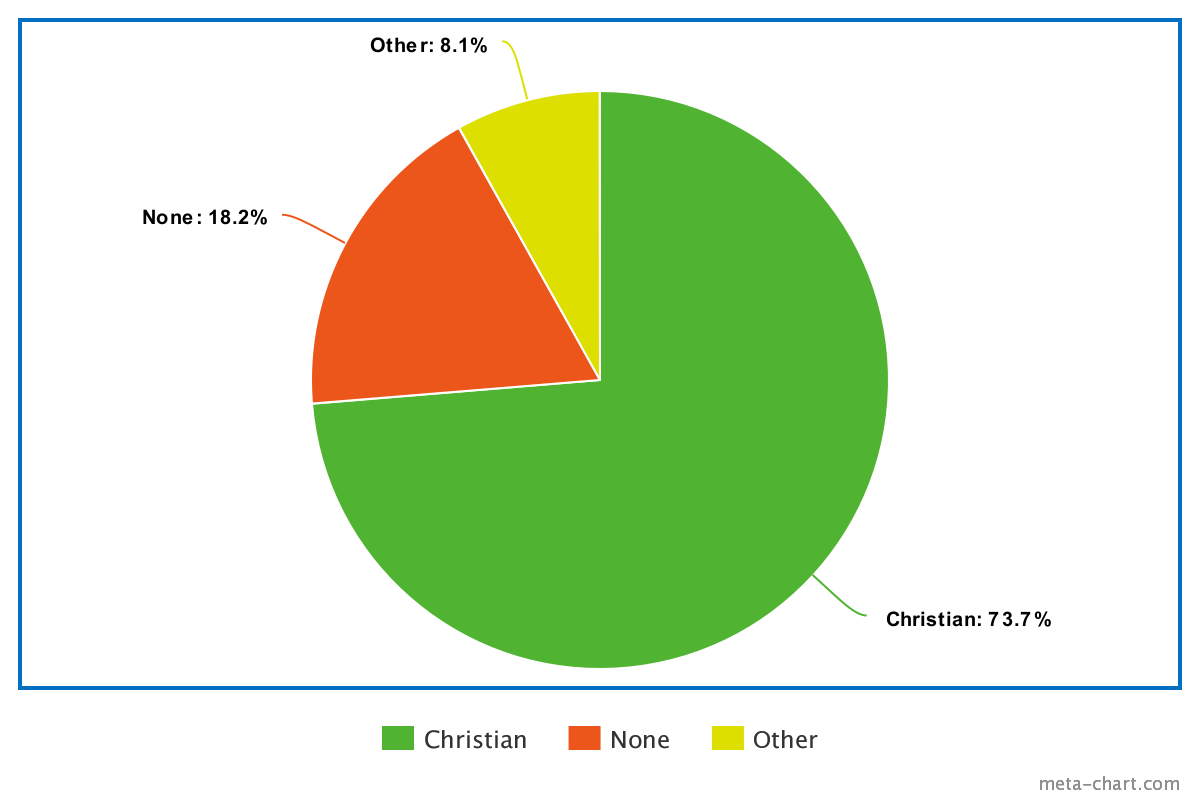 Other: 8.1%
None: 18.2%
Christian: 73.7%
Christian None Other
meta-chart.com